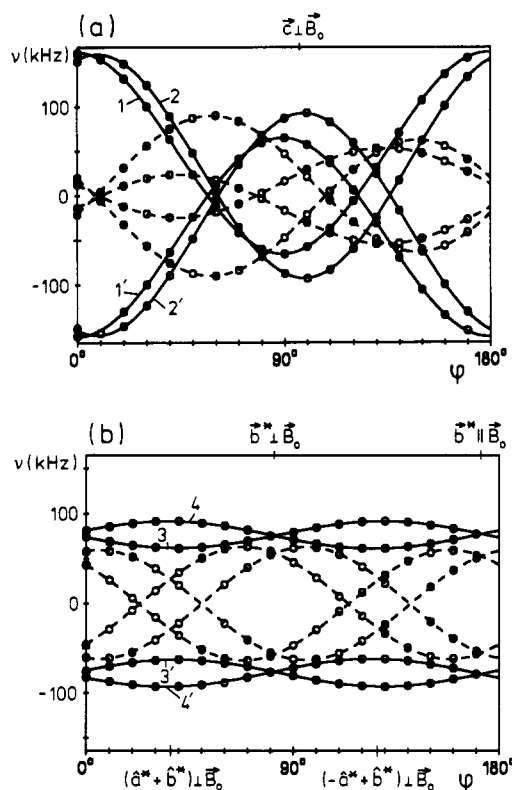 (a)
c⃗⊥B⃗₀
ν(kHz)
100
0
-100
1
2
1'
2'
0°
90°
180°
φ
(b)
b⃗*⊥B⃗₀
b⃗*∥B⃗₀
ν(kHz)
100
0
-100
4
3
3'
4'
0°
90°
φ
180°
(â*+b̂*)⊥B⃗₀
(-â*+b̂*)⊥B⃗₀